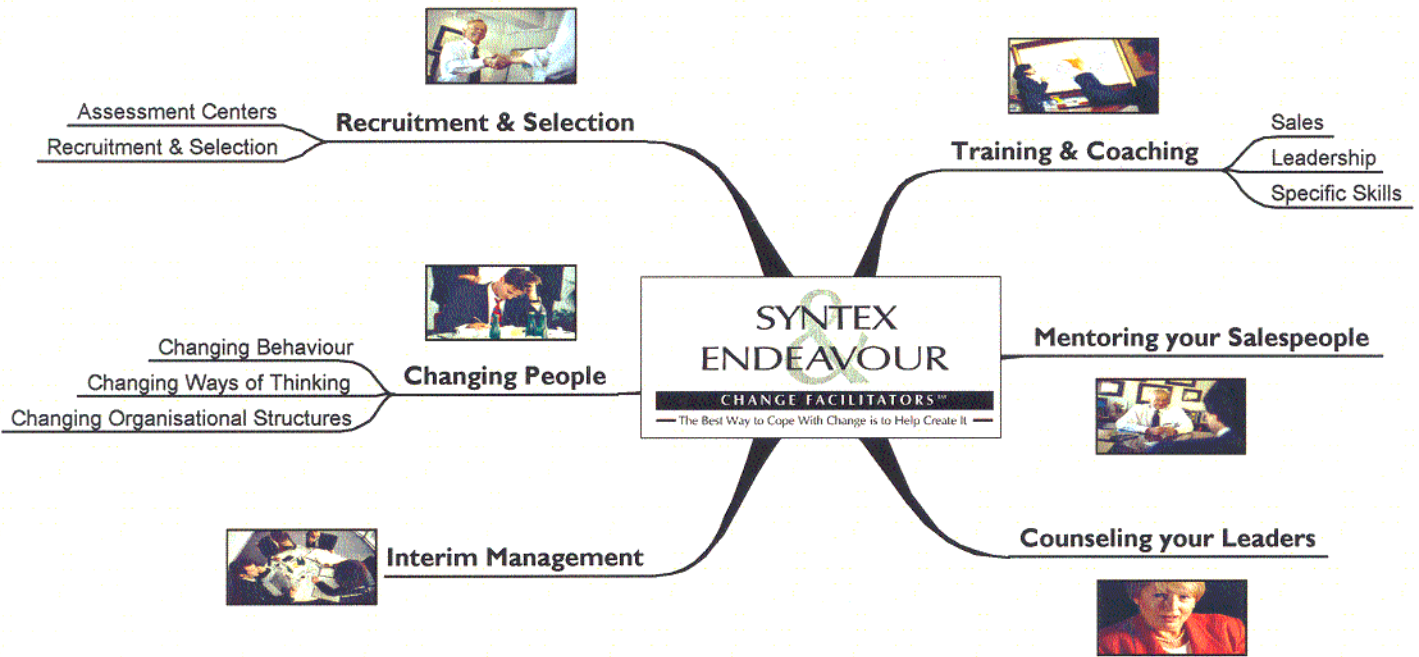 Recruitment & Selection
Assessment Centers
Recruitment & Selection
Training & Coaching
Sales
Leadership
Specific Skills
Changing People
Changing Behaviour
Changing Ways of Thinking
Changing Organisational Structures
SYNTEX
&
ENDEAVOUR
CHANGE FACILITATORS℠
The Best Way to Cope With Change is to Help Create It
Mentoring your Salespeople
Interim Management
Counseling your Leaders